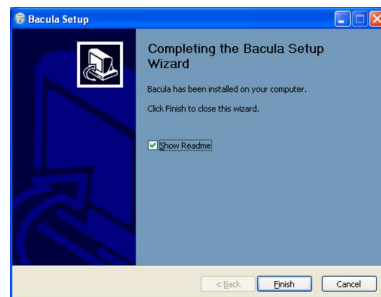 Bacula Setup
Completing the Bacula Setup
Wizard
Bacula has been installed on your computer.
Click Finish to close this wizard.
Show Readme
< Back
Finish
Cancel